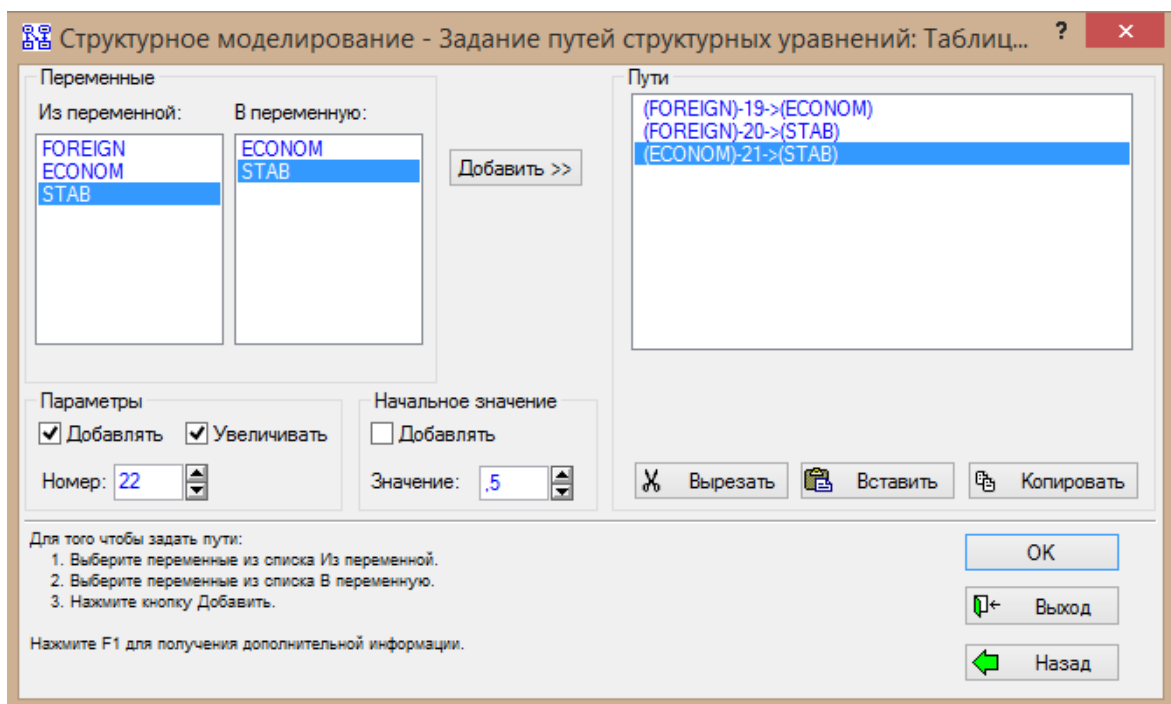 Структурное моделирование - Задание путей структурных уравнений: Таблиц... ? ×
Переменные
Из переменной: В переменную:
FOREIGN
ECONOM
STAB
ECONOM
STAB
Добавить >>
Пути
(FOREIGN)-19->(ECONOM)
(FOREIGN)-20->(STAB)
(ECONOM)-21->(STAB)
Параметры
Добавлять Увеличивать
Номер: 22
Начальное значение
Добавлять
Значение: ,5
Вырезать Вставить Копировать
Для того чтобы задать пути:
1. Выберите переменные из списка Из переменной.
2. Выберите переменные из списка В переменную.
3. Нажмите кнопку Добавить.
Нажмите F1 для получения дополнительной информации.
OK
Выход
Назад